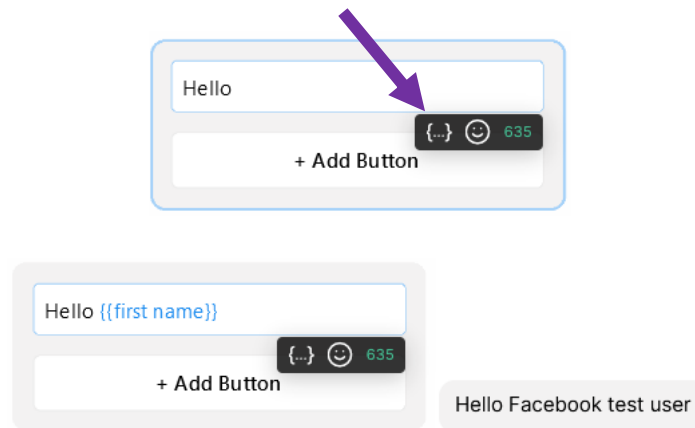 Hello
{...} 635
+ Add Button
Hello {{first name}}
{...} 635
+ Add Button
Hello Facebook test user